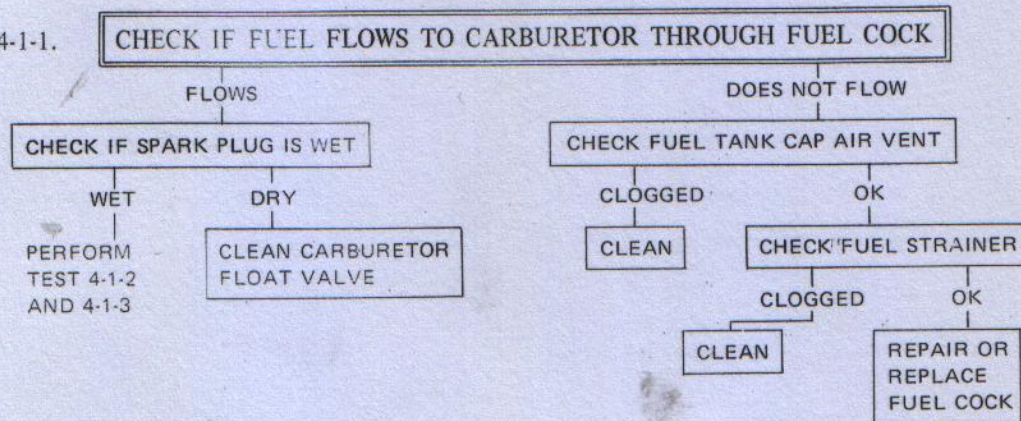 4-1-1. CHECK IF FUEL FLOWS TO CARBURETOR THROUGH FUEL COCK
FLOWS
DOES NOT FLOW
CHECK IF SPARK PLUG IS WET
CHECK FUEL TANK CAP AIR VENT
WET
DRY
CLOGGED
OK
PERFORM
TEST 4-1-2
AND 4-1-3
CLEAN CARBURETOR
FLOAT VALVE
CLEAN
CHECK FUEL STRAINER
CLOGGED
OK
CLEAN
REPAIR OR
REPLACE
FUEL COCK